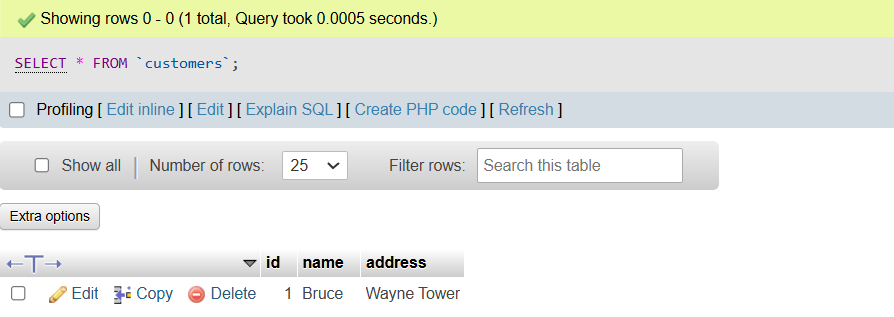 Showing rows 0 - 0 (1 total, Query took 0.0005 seconds.)
SELECT * FROM `customers`;
Profiling [ Edit inline ] [ Edit ] [ Explain SQL ] [ Create PHP code ] [ Refresh ]
Show all Number of rows: 25 Filter rows: Search this table
Extra options
id name address
Edit Copy Delete 1 Bruce Wayne Tower